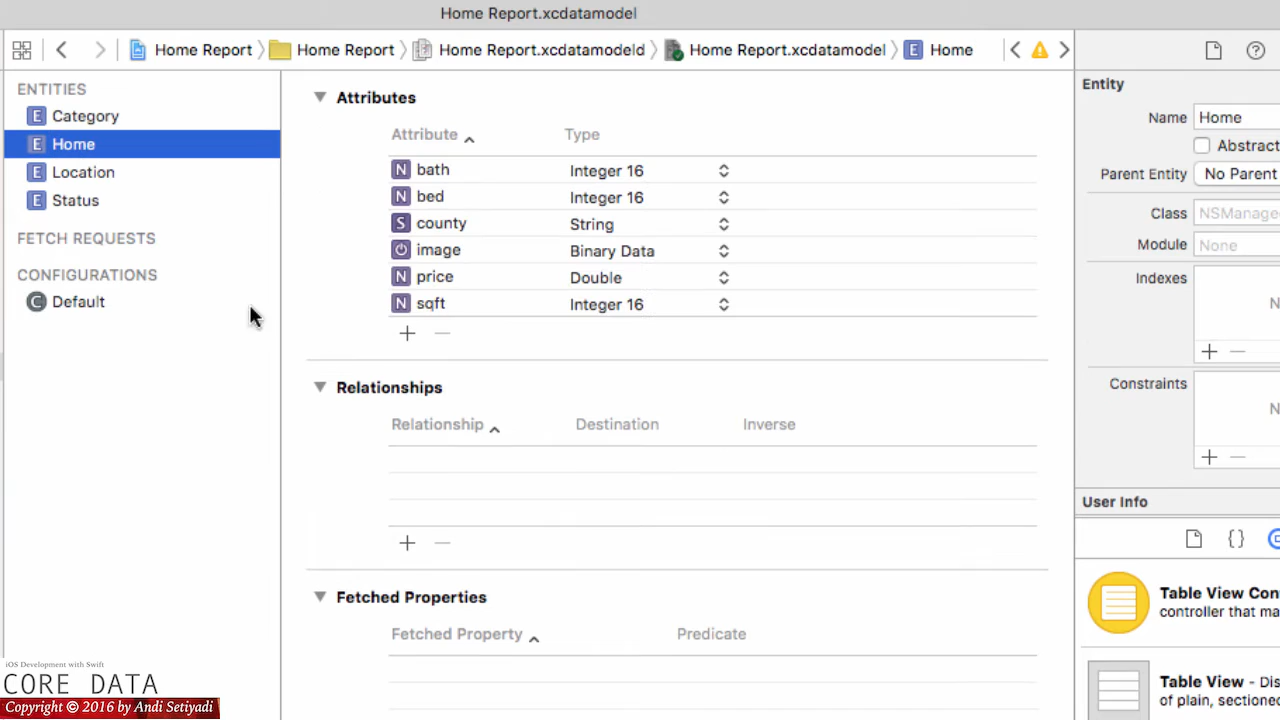 Home Report.xcdatamodel
Home Report Home Report Home Report.xcdatamodeld Home Report.xcdatamodel E Home
ENTITIES
E Category
E Home
E Location
E Status
FETCH REQUESTS
CONFIGURATIONS
C Default
Attributes
Attribute Type
N bath Integer 16
N bed Integer 16
S county String
image Binary Data
N price Double
N sqft Integer 16
Relationships
Relationship Destination Inverse
Fetched Properties
Fetched Property Predicate
Entity
Name Home
Abstract
Parent Entity No Parent
Class NSManage
Module None
Indexes
N
Constraints
N
User Info
{}
Table View Con
controller that ma
Table View - Dis
of plain, sectione
iOS Development with Swift
CORE DATA
Copyright © 2016 by Andi Setiyadi